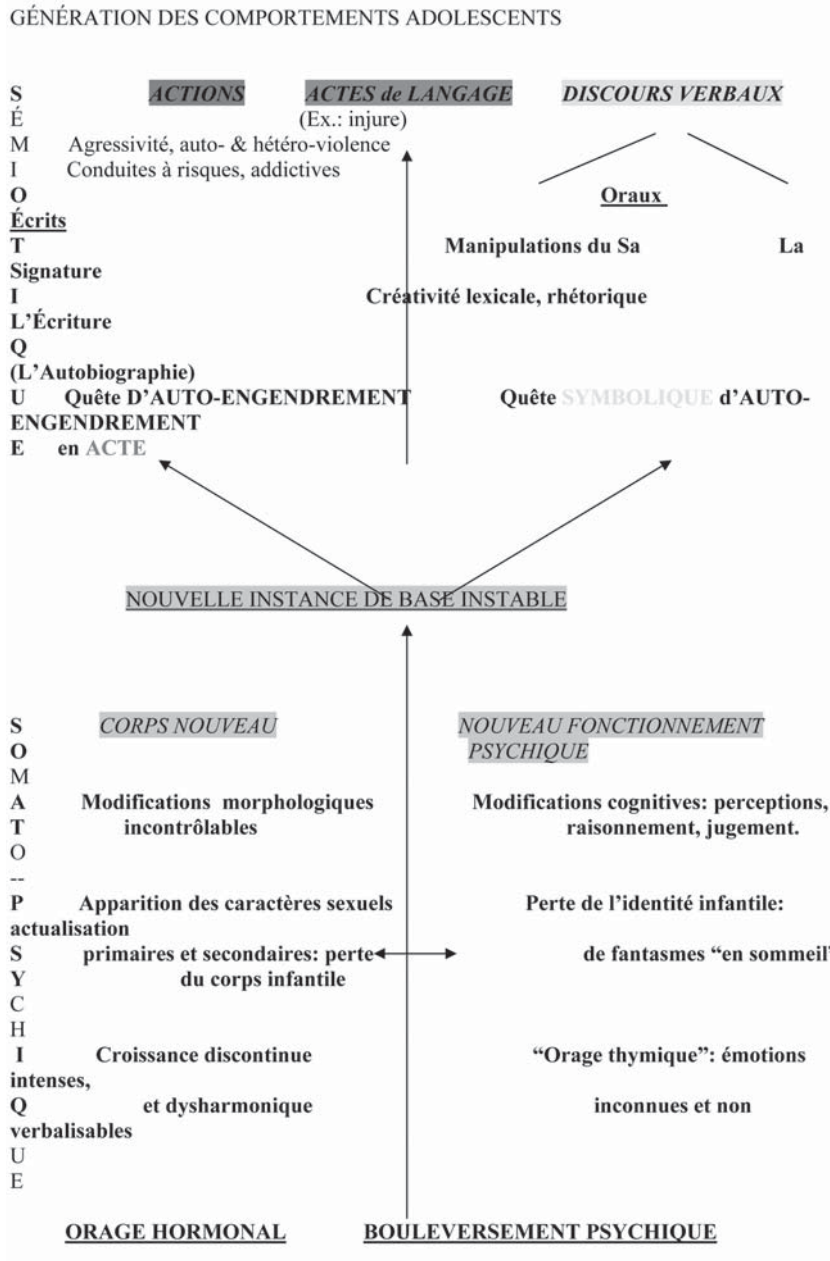 GÉNÉRATION DES COMPORTEMENTS ADOLESCENTS
S ACTIONS ACTES de LANGAGE DISCOURS VERBAUX
É (Ex.: injure)
M Agressivité, auto- & hétéro-violence
I Conduites à risques, addictives
O Oraux
Écrits
T Manipulations du Sa La
Signature
I Créativité lexicale, rhétorique
L'Écriture
Q
(L'Autobiographie)
U Quête D'AUTO-ENGENDREMENT Quête SYMBOLIQUE d'AUTO-
ENGENDREMENT
E en ACTE
NOUVELLE INSTANCE DE BASE INSTABLE
S CORPS NOUVEAU NOUVEAU FONCTIONNEMENT
O PSYCHIQUE
M
A Modifications morphologiques Modifications cognitives: perceptions,
T incontrôlables raisonnement, jugement.
O
--
P Apparition des caractères sexuels Perte de l'identité infantile:
actualisation
S primaires et secondaires: perte de fantasmes "en sommeil"
Y du corps infantile
C
H
I Croissance discontinue "Orage thymique": émotions
intenses,
Q et dysharmonique inconnues et non
verbalisables
U
E
ORAGE HORMONAL BOULEVERSEMENT PSYCHIQUE